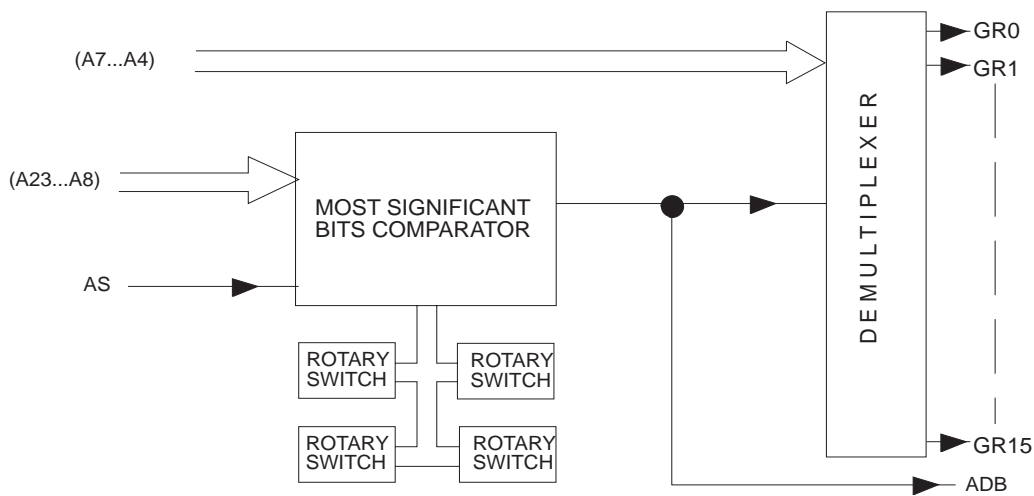 GR0
(A7...A4)
GR1
DEMULTIPLEXER
(A23...A8)
MOST SIGNIFICANT
BITS COMPARATOR
AS
ROTARY
SWITCH
ROTARY
SWITCH
ROTARY
SWITCH
ROTARY
SWITCH
GR15
ADB